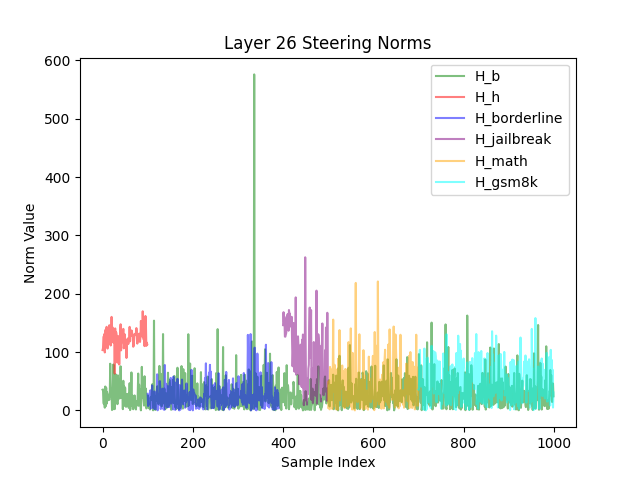 Layer 26 Steering Norms
600
500
400
300
200
100
0
Norm Value
H_b
H_h
H_borderline
H_jailbreak
H_math
H_gsm8k
0 200 400 600 800 1000
Sample Index